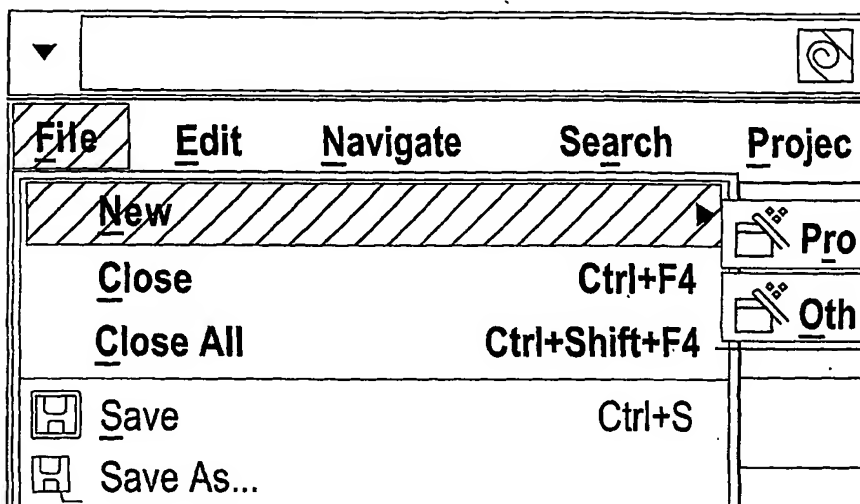 File Edit Navigate Search Projec
New
Pro
Close Ctrl+F4
Oth
Close All Ctrl+Shift+F4
Save Ctrl+S
Save As...